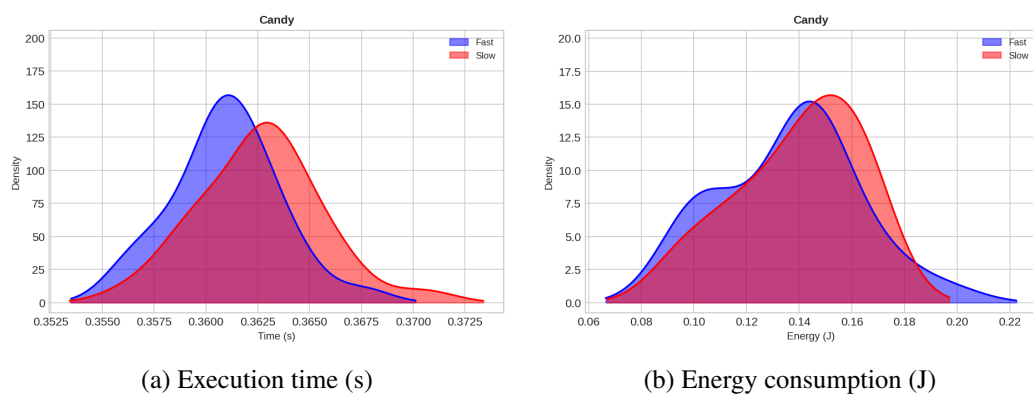 Candy
200
175
150
125
100
75
50
25
0
Density
0.3525 0.3550 0.3575 0.3600 0.3625 0.3650 0.3675 0.3700 0.3725
Time (s)
Fast
Slow
(a) Execution time (s)
Candy
20.0
17.5
15.0
12.5
10.0
7.5
5.0
2.5
0.0
Density
0.06 0.08 0.10 0.12 0.14 0.16 0.18 0.20 0.22
Energy (J)
Fast
Slow
(b) Energy consumption (J)